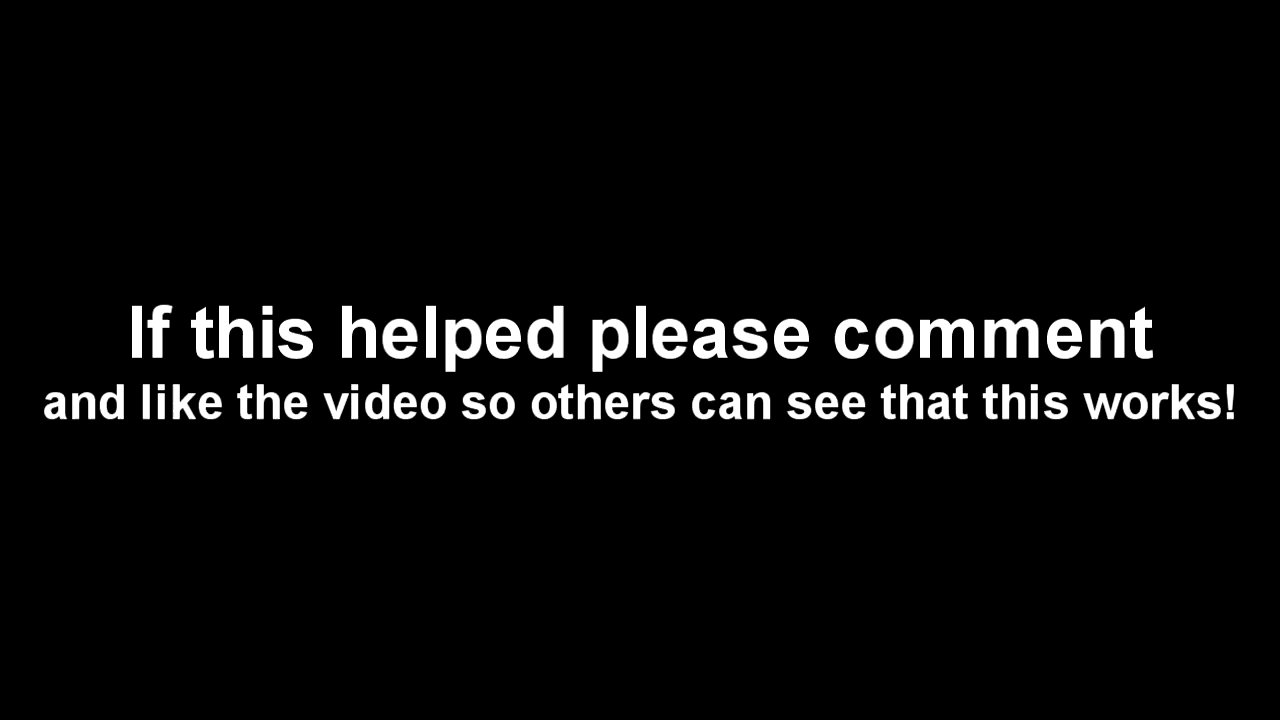 If this helped please comment
and like the video so others can see that this works!